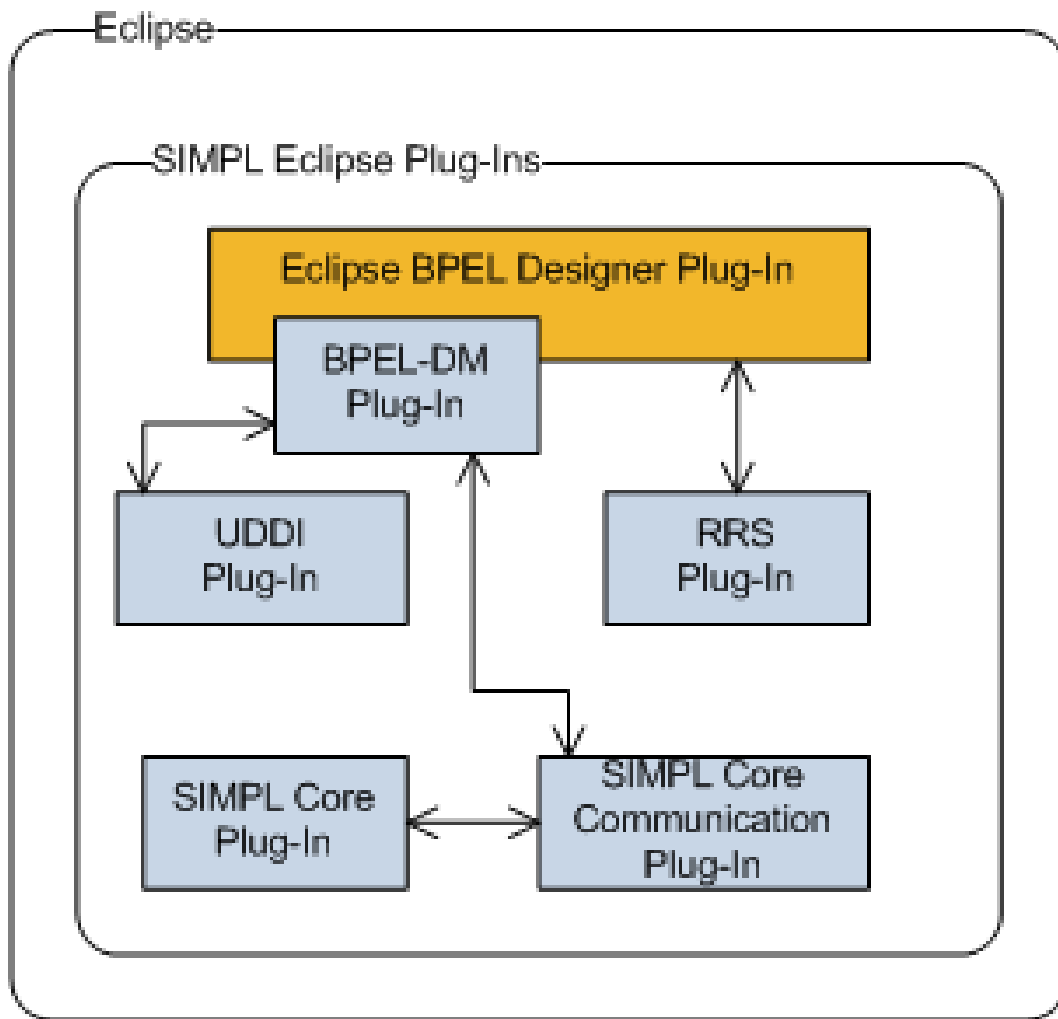 Eclipse
SIMPL Eclipse Plug-Ins
Eclipse BPEL Designer Plug-In
BPEL-DM
Plug-In
UDDI
Plug-In
RRS
Plug-In
SIMPL Core
Plug-In
SIMPL Core
Communication
Plug-In